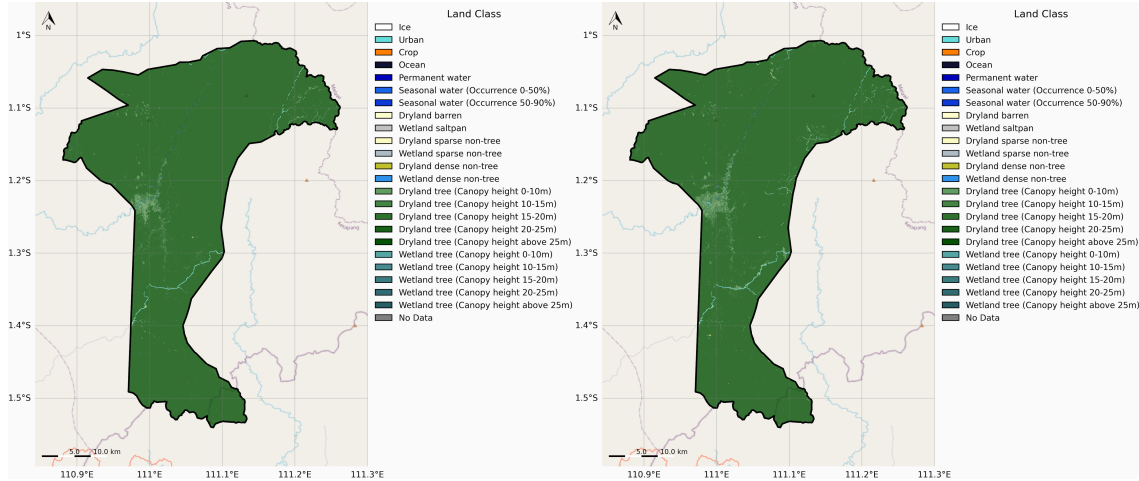 Land Class
Ice
Urban
Crop
Ocean
Permanent water
Seasonal water (Occurrence 0-50%)
Seasonal water (Occurrence 50-90%)
Dryland barren
Wetland saltpan
Dryland sparse non-tree
Wetland sparse non-tree
Dryland dense non-tree
Wetland dense non-tree
Dryland tree (Canopy height 0-10m)
Dryland tree (Canopy height 10-15m)
Dryland tree (Canopy height 15-20m)
Dryland tree (Canopy height 20-25m)
Dryland tree (Canopy height above 25m)
Wetland tree (Canopy height 0-10m)
Wetland tree (Canopy height 10-15m)
Wetland tree (Canopy height 15-20m)
Wetland tree (Canopy height 20-25m)
Wetland tree (Canopy height above 25m)
No Data
N
1°S
1.1°S
1.2°S
1.3°S
1.4°S
1.5°S
5.0 10.0 km
110.9°E 111°E 111.1°E 111.2°E 111.3°E
Land Class
Ice
Urban
Crop
Ocean
Permanent water
Seasonal water (Occurrence 0-50%)
Seasonal water (Occurrence 50-90%)
Dryland barren
Wetland saltpan
Dryland sparse non-tree
Wetland sparse non-tree
Dryland dense non-tree
Wetland dense non-tree
Dryland tree (Canopy height 0-10m)
Dryland tree (Canopy height 10-15m)
Dryland tree (Canopy height 15-20m)
Dryland tree (Canopy height 20-25m)
Dryland tree (Canopy height above 25m)
Wetland tree (Canopy height 0-10m)
Wetland tree (Canopy height 10-15m)
Wetland tree (Canopy height 15-20m)
Wetland tree (Canopy height 20-25m)
Wetland tree (Canopy height above 25m)
No Data
N
1°S
1.1°S
1.2°S
1.3°S
1.4°S
1.5°S
5.0 10.0 km
110.9°E 111°E 111.1°E 111.2°E 111.3°E